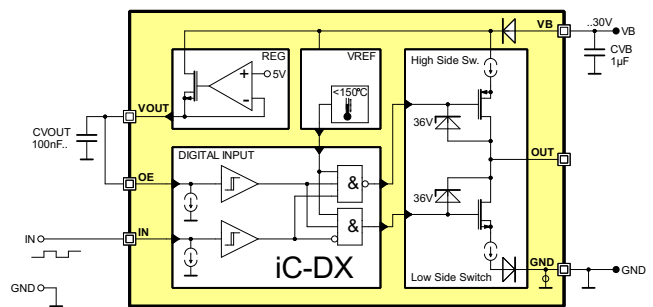 ..30V
VB
VB
CVB
1µF
REG
5V
+
-
VREF
<150°C
High Side Sw.
VOUT
CVOUT
100nF..
36V
OUT
DIGITAL INPUT
OE
&
36V
&
IN
IN
iC-DX
Low Side Switch
GND
GND
GND